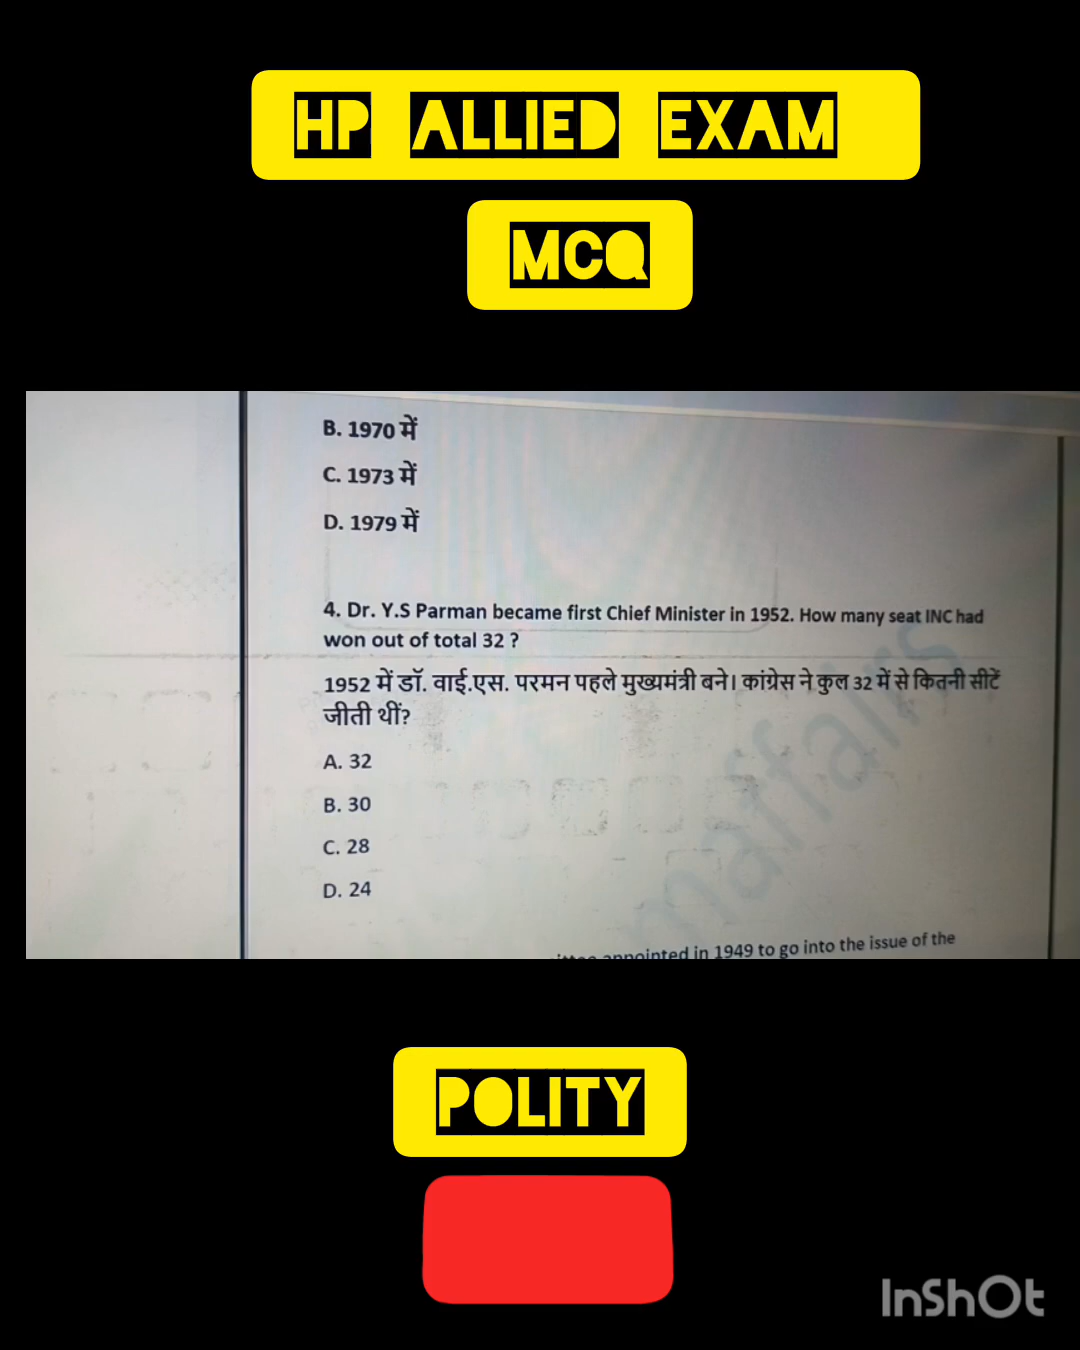 HP ALLIED EXAM
MCQ
B. 1970 में
C. 1973 में
D. 1979 में
4. Dr. Y.S Parman became first Chief Minister in 1952. How many seat INC had
won out of total 32 ?
1952 में डॉ. वाई.एस. परमन पहले मुख्यमंत्री बने। कांग्रेस ने कुल 32 में से कितनी सीटें
जीती थीं?
A. 32
B. 30
C. 28
D. 24
appointed in 1949 to go into the issue of the
POLITY
InShOt